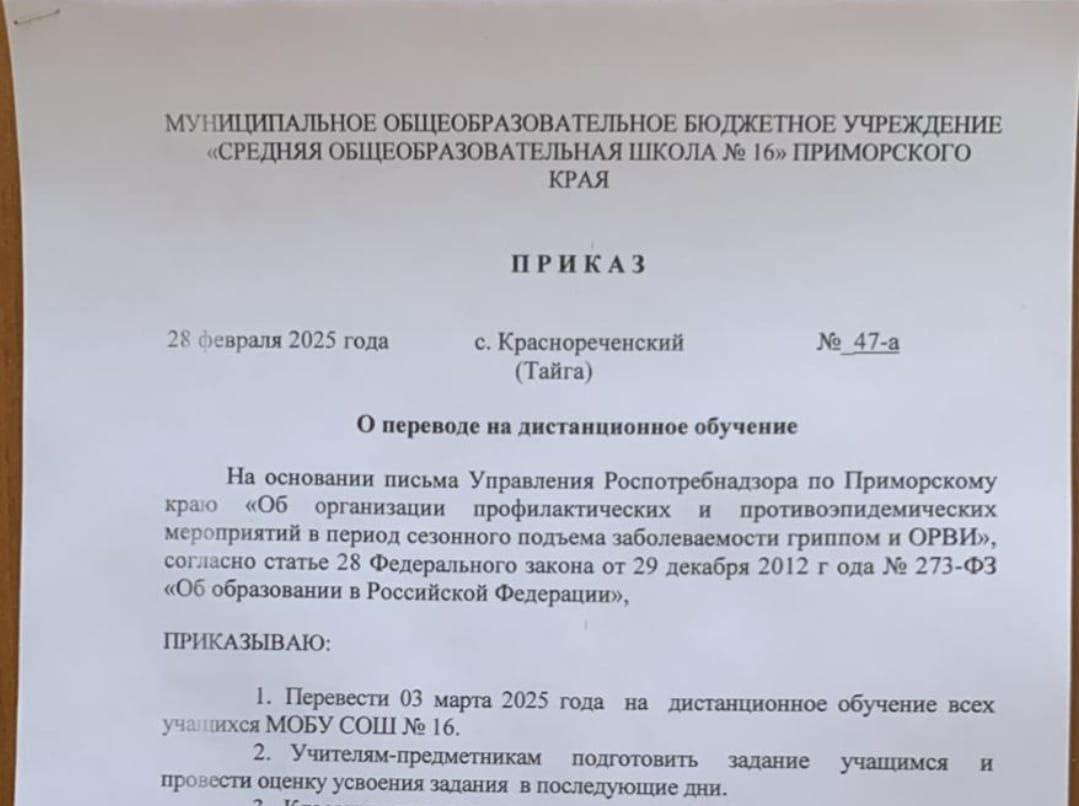 МУНИЦИПАЛЬНОЕ ОБЩЕОБРАЗОВАТЕЛЬНОЕ БЮДЖЕТНОЕ УЧРЕЖДЕНИЕ
«СРЕДНЯЯ ОБЩЕОБРАЗОВАТЕЛЬНАЯ ШКОЛА № 16» ПРИМОРСКОГО
КРАЯ
П Р И К А З
28 февраля 2025 года с. Краснореченский № 47-а
(Тайга)
О переводе на дистанционное обучение
На основании письма Управления Роспотребнадзора по Приморскому
краю «Об организации профилактических и противоэпидемических
мероприятий в период сезонного подъема заболеваемости гриппом и ОРВИ»,
согласно статье 28 Федерального закона от 29 декабря 2012 г ода № 273-ФЗ
«Об образовании в Российской Федерации»,
ПРИКАЗЫВАЮ:
1. Перевести 03 марта 2025 года на дистанционное обучение всех
учащихся МОБУ СОШ № 16.
2. Учителям-предметникам подготовить задание учащимся и
провести оценку усвоения задания в последующие дни.